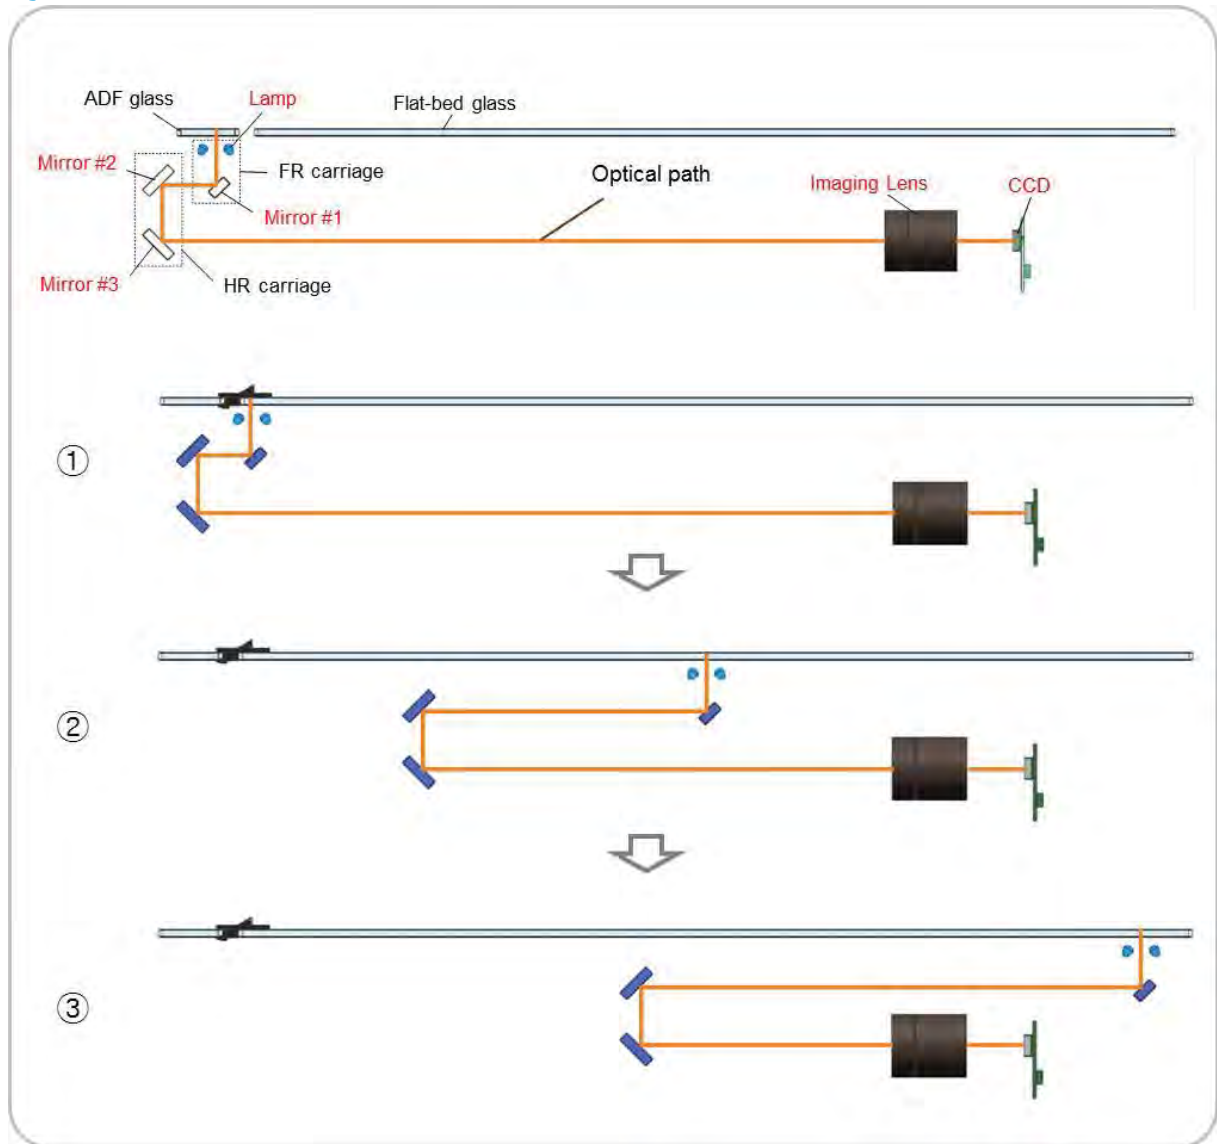 ADF glass
Lamp
Flat-bed glass
Mirror #2
FR carriage
Optical path
Imaging Lens
CCD
Mirror #1
Mirror #3
HR carriage
①
②
③